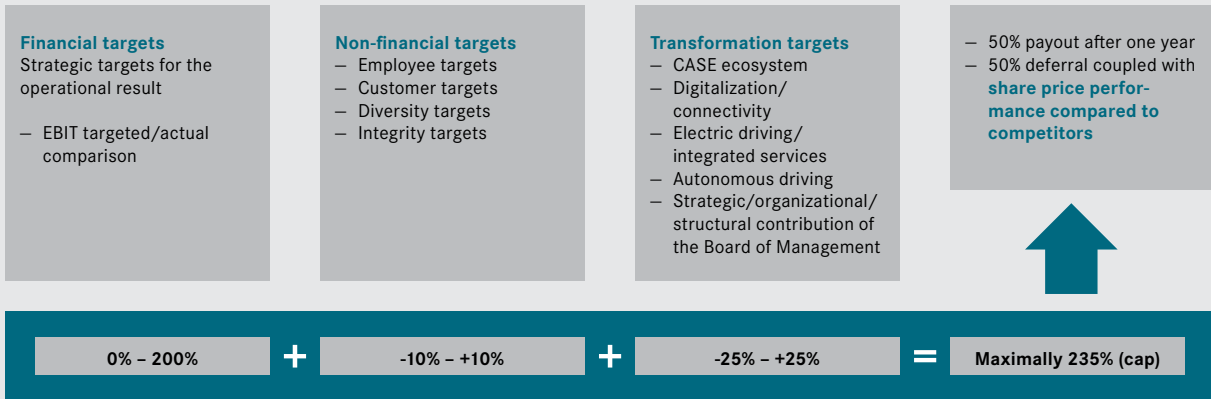 Financial targets
Strategic targets for the
operational result
– EBIT targeted/actual
comparison
Non-financial targets
– Employee targets
– Customer targets
– Diversity targets
– Integrity targets
Transformation targets
– CASE ecosystem
– Digitalization/
connectivity
– Electric driving/
integrated services
– Autonomous driving
– Strategic/organizational/
structural contribution of
the Board of Management
– 50% payout after one year
– 50% deferral coupled with
share price perfor-
mance compared to
competitors
0% – 200%
+
-10% – +10%
+
-25% – +25%
=
Maximally 235% (cap)